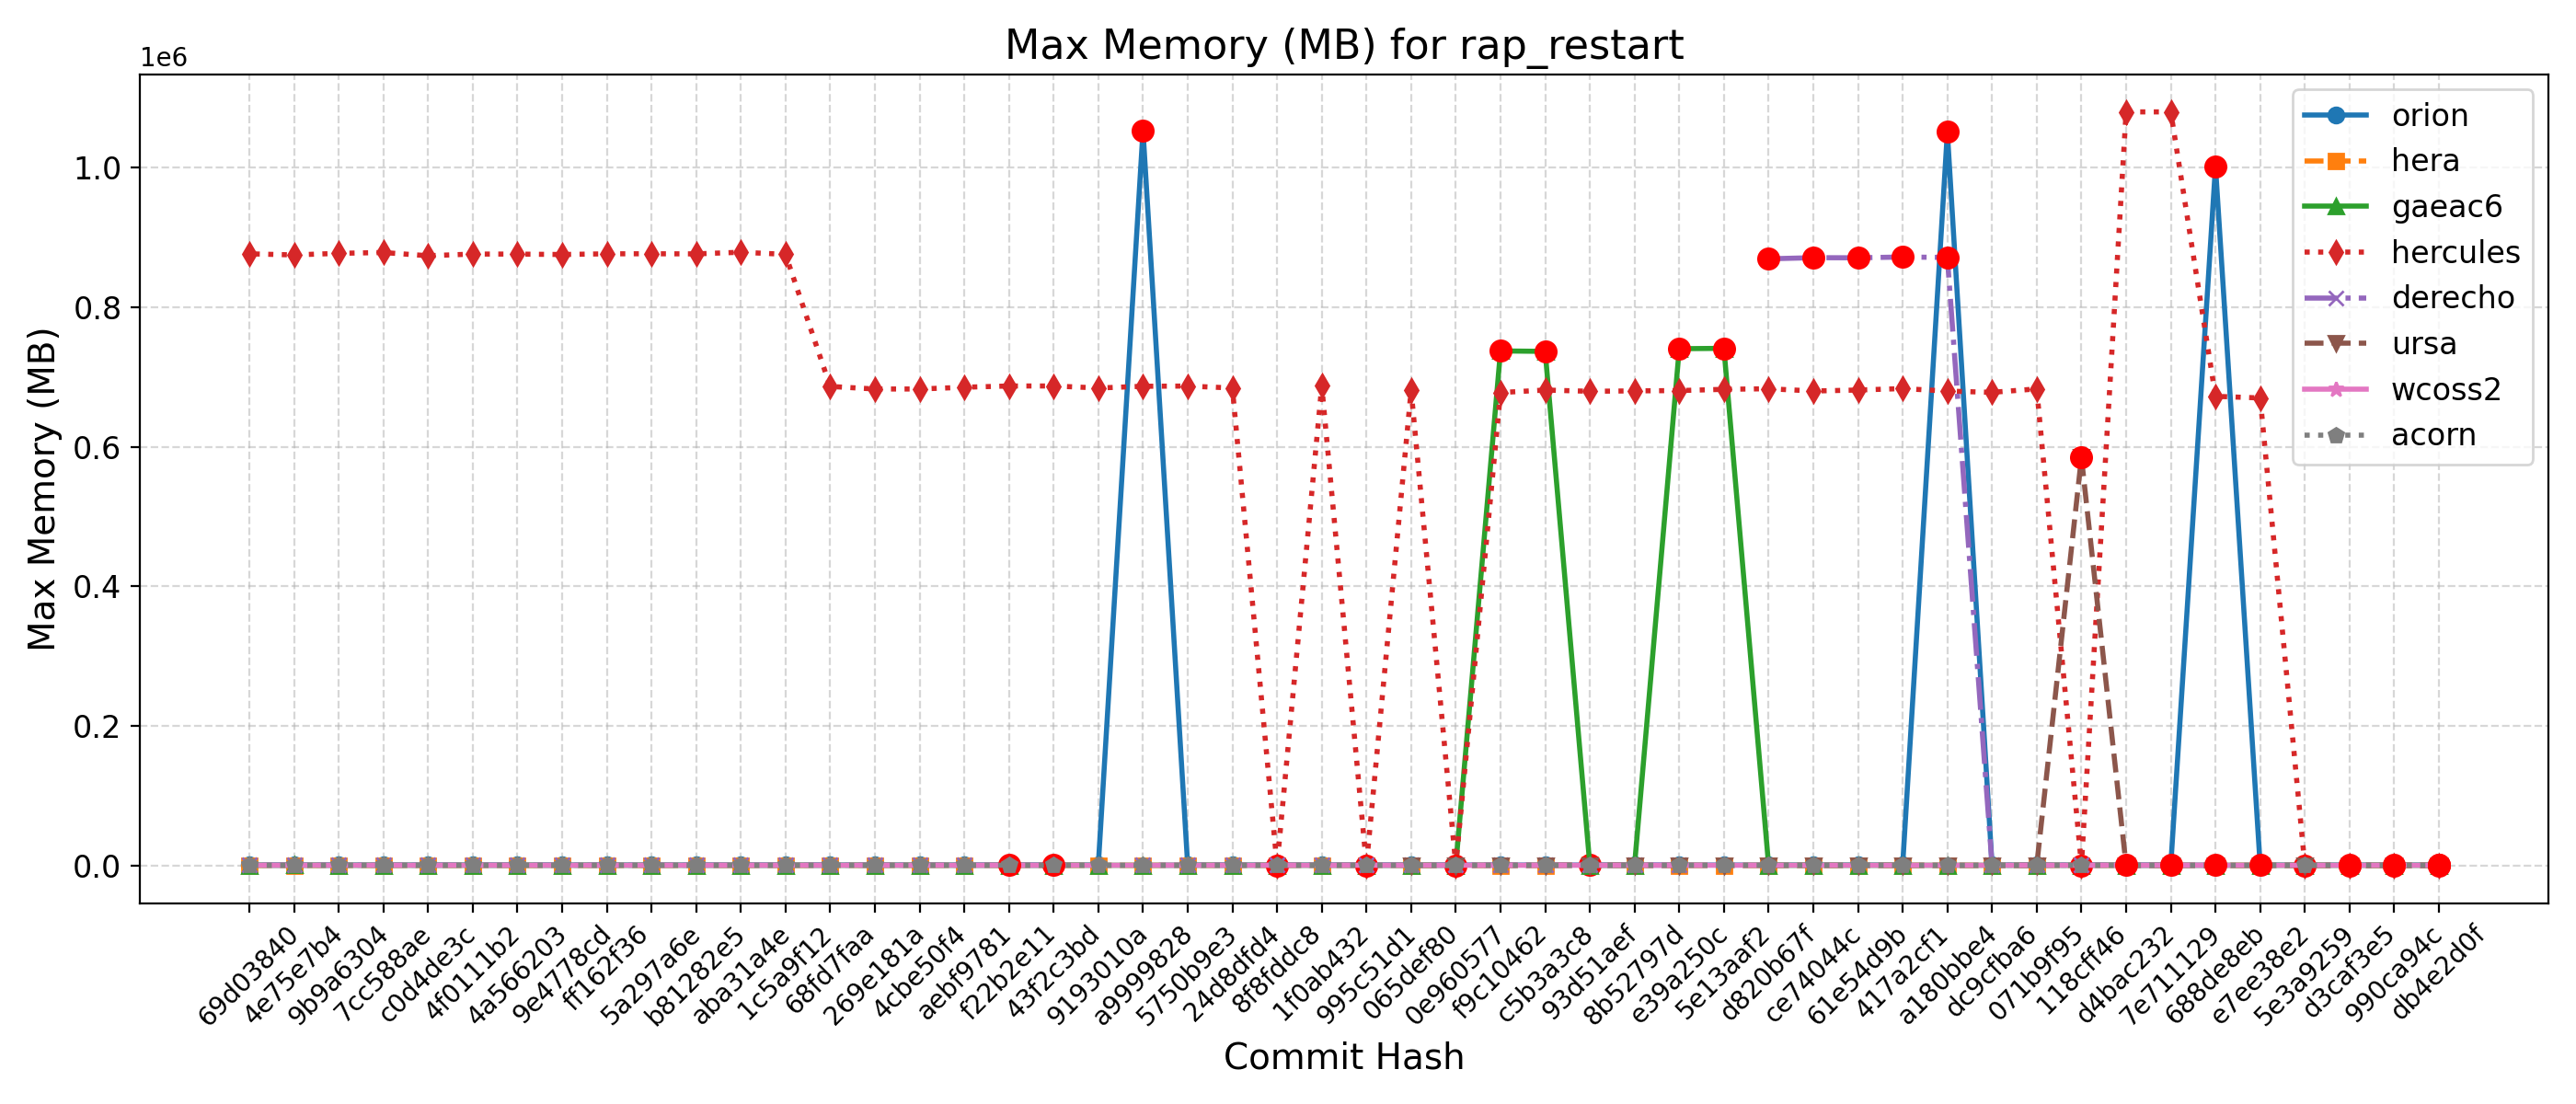 Max Memory (MB) for rap_restart
1e6
1.0
0.8
0.6
0.4
0.2
0.0
Max Memory (MB)
orion
hera
gaeac6
hercules
derecho
ursa
wcoss2
acorn
69d03840
4e75e7b4
9b9a6304
7cc588ae
c0d4de3c
4f0111b2
4a566203
9e4778cd
ff162f36
5a297a6e
b81282e5
aba31a4e
1c5a9f12
68fd7faa
269e181a
4cbe50f4
aebf9781
f22b2e11
43f2c3bd
9193010a
a9999828
5750b9e3
24d8dfd4
8f8fddc8
1f0ab432
995c51d1
065def80
0e960577
f9c10462
c5b3a3c8
93d51aef
8b52797d
e39a250c
5e13aaf2
d820b67f
ce74044c
61e54d9b
417a2cf1
a180bbe4
dc9cfba6
071b9f95
118cff46
d4bac232
7e711129
688de8eb
e7ee38e2
5e3a9259
d3caf3e5
990ca94c
db4e2d0f
Commit Hash